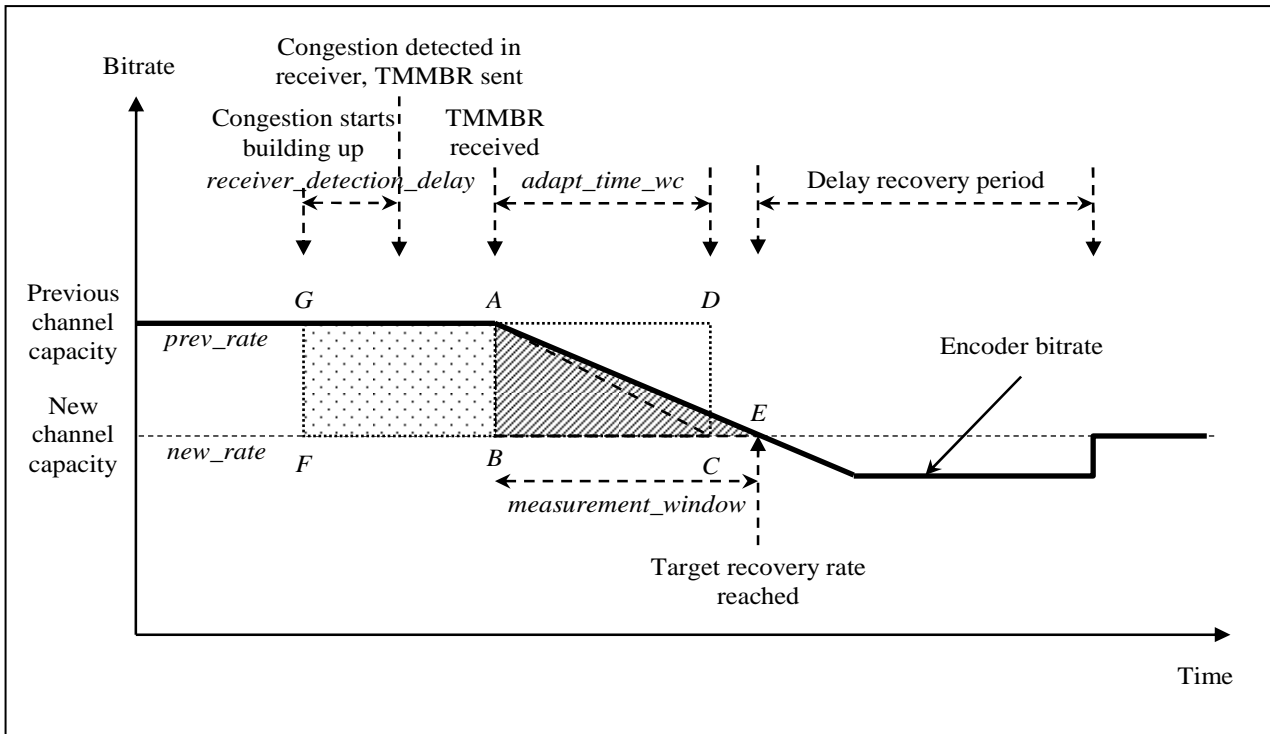 Congestion detected in
receiver, TMMBR sent
Bitrate
Congestion starts
building up
receiver_detection_delay
TMMBR
received
adapt_time_wc
Delay recovery period
Previous
channel
capacity
G
A
D
prev_rate
Encoder bitrate
New
channel
capacity
E
new_rate
F
B
C
measurement_window
Target recovery rate
reached
Time